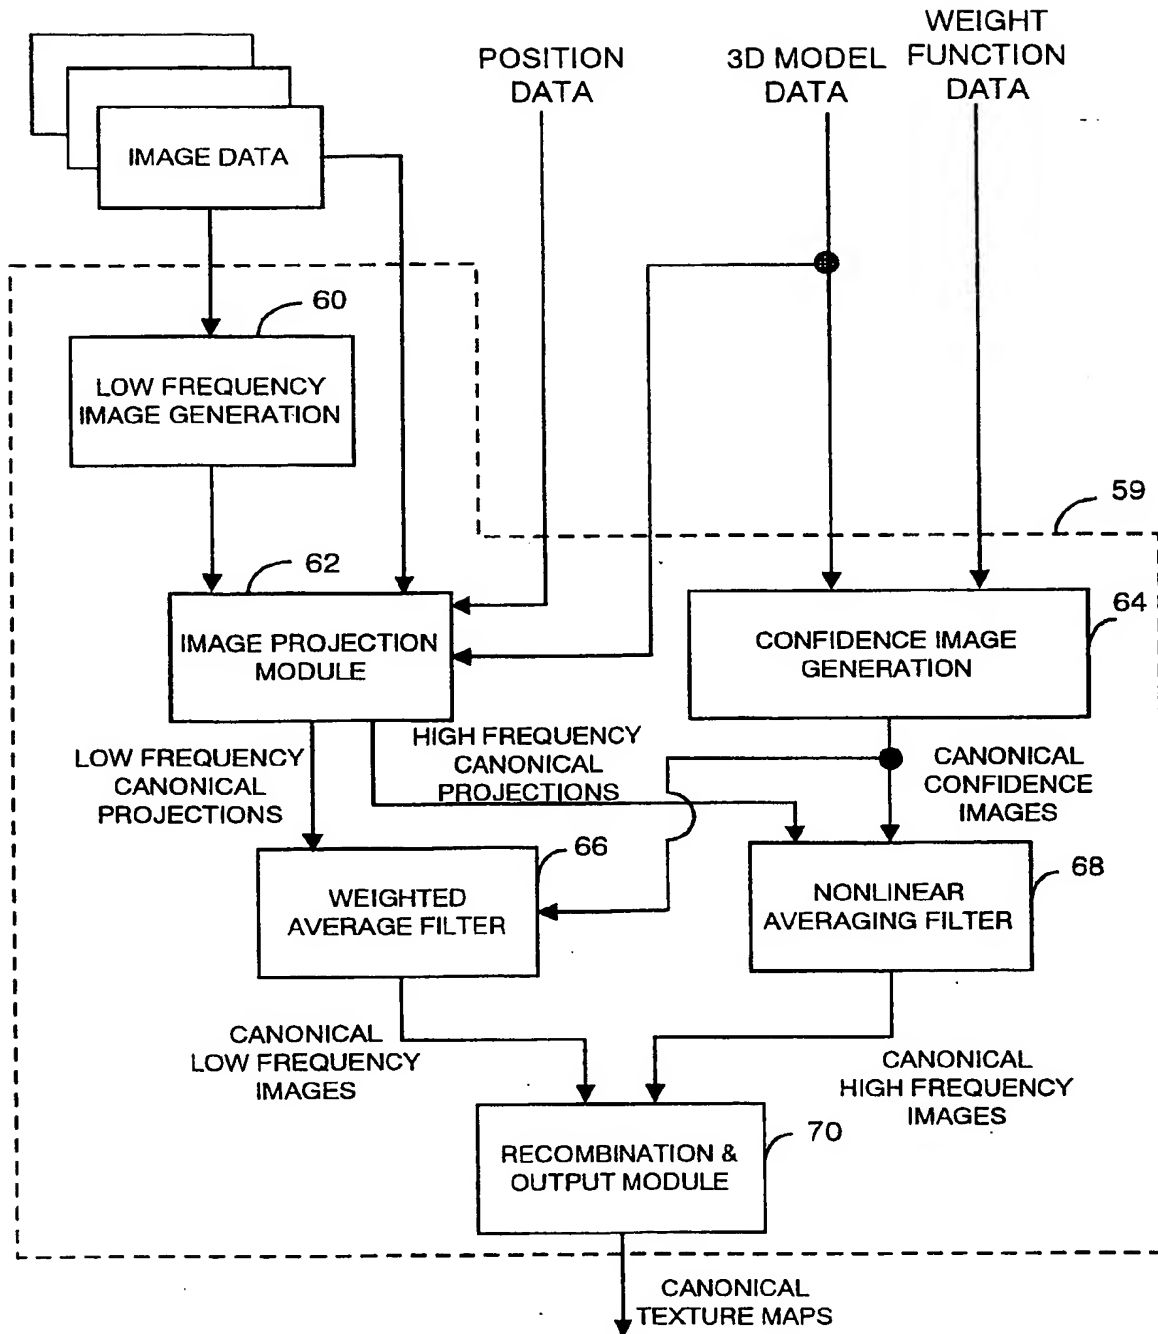 WEIGHT
FUNCTION
DATA
POSITION
DATA
3D MODEL
DATA
IMAGE DATA
60
LOW FREQUENCY
IMAGE GENERATION
59
62
IMAGE PROJECTION
MODULE
64
CONFIDENCE IMAGE
GENERATION
LOW FREQUENCY
CANONICAL
PROJECTIONS
HIGH FREQUENCY
CANONICAL
PROJECTIONS
CANONICAL
CONFIDENCE
IMAGES
66
WEIGHTED
AVERAGE FILTER
68
NONLINEAR
AVERAGING FILTER
CANONICAL
LOW FREQUENCY
IMAGES
CANONICAL
HIGH FREQUENCY
IMAGES
70
RECOMBINATION &
OUTPUT MODULE
CANONICAL
TEXTURE MAPS